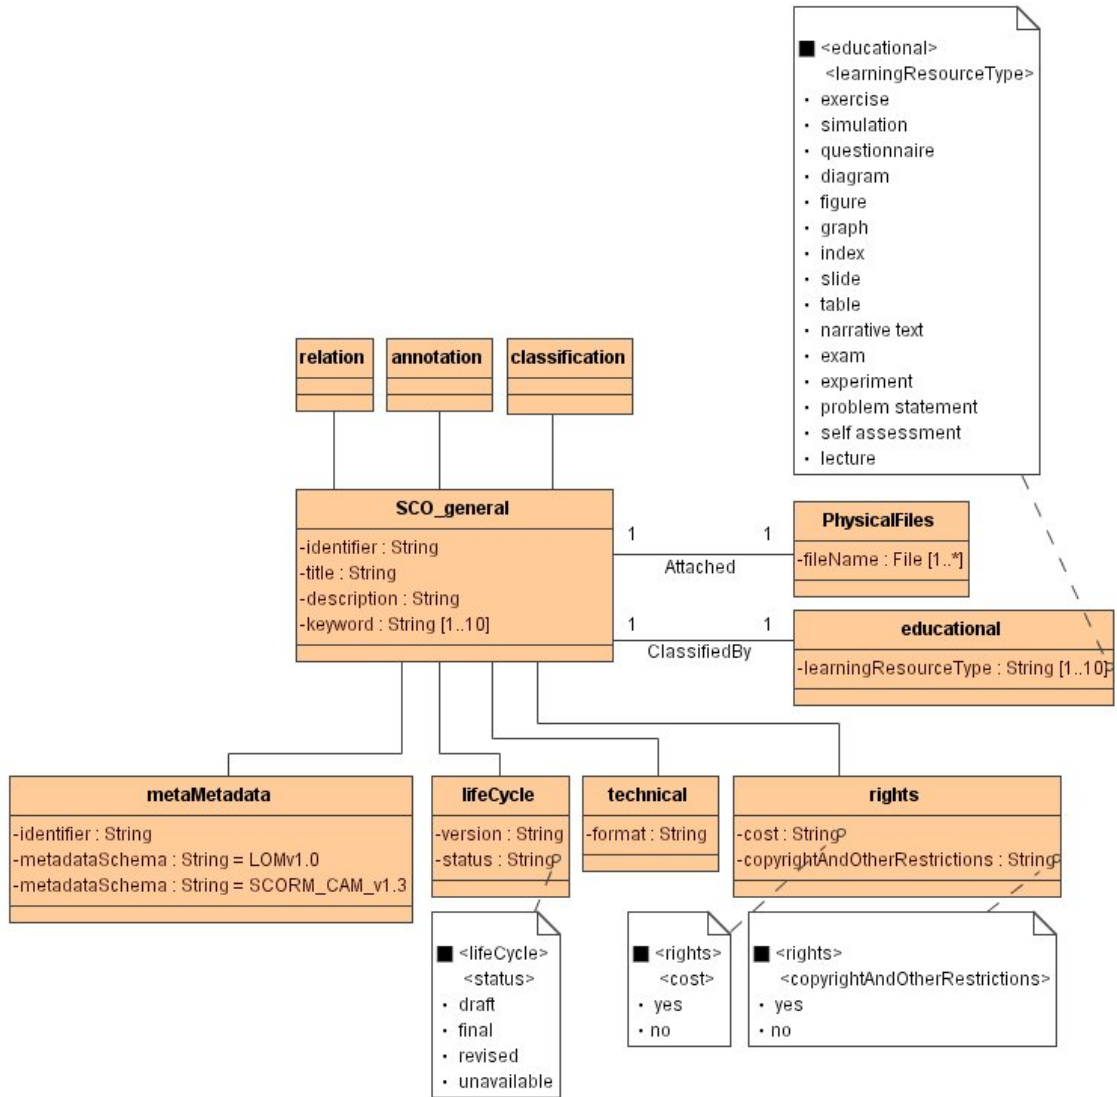 ■ <educational>
<learningResourceType>
· exercise
· simulation
· questionnaire
· diagram
· figure
· graph
· index
· slide
· table
· narrative text
· exam
· experiment
· problem statement
· self assessment
· lecture
relation
annotation
classification
SCO_general
-identifier : String
-title : String
-description : String
-keyword : String [1..10]
1 1
Attached
PhysicalFiles
-fileName : File [1..*]
1 1
ClassifiedBy
educational
-learningResourceType : String [1..10]
metaMetadata
-identifier : String
-metadataSchema : String = LOMv1.0
-metadataSchema : String = SCORM_CAM_v1.3
lifeCycle
-version : String
-status : String
technical
-format : String
rights
-cost : String
-copyrightAndOtherRestrictions : String
■ <lifeCycle>
<status>
· draft
· final
· revised
· unavailable
■ <rights>
<cost>
· yes
· no
■ <rights>
<copyrightAndOtherRestrictions>
· yes
· no